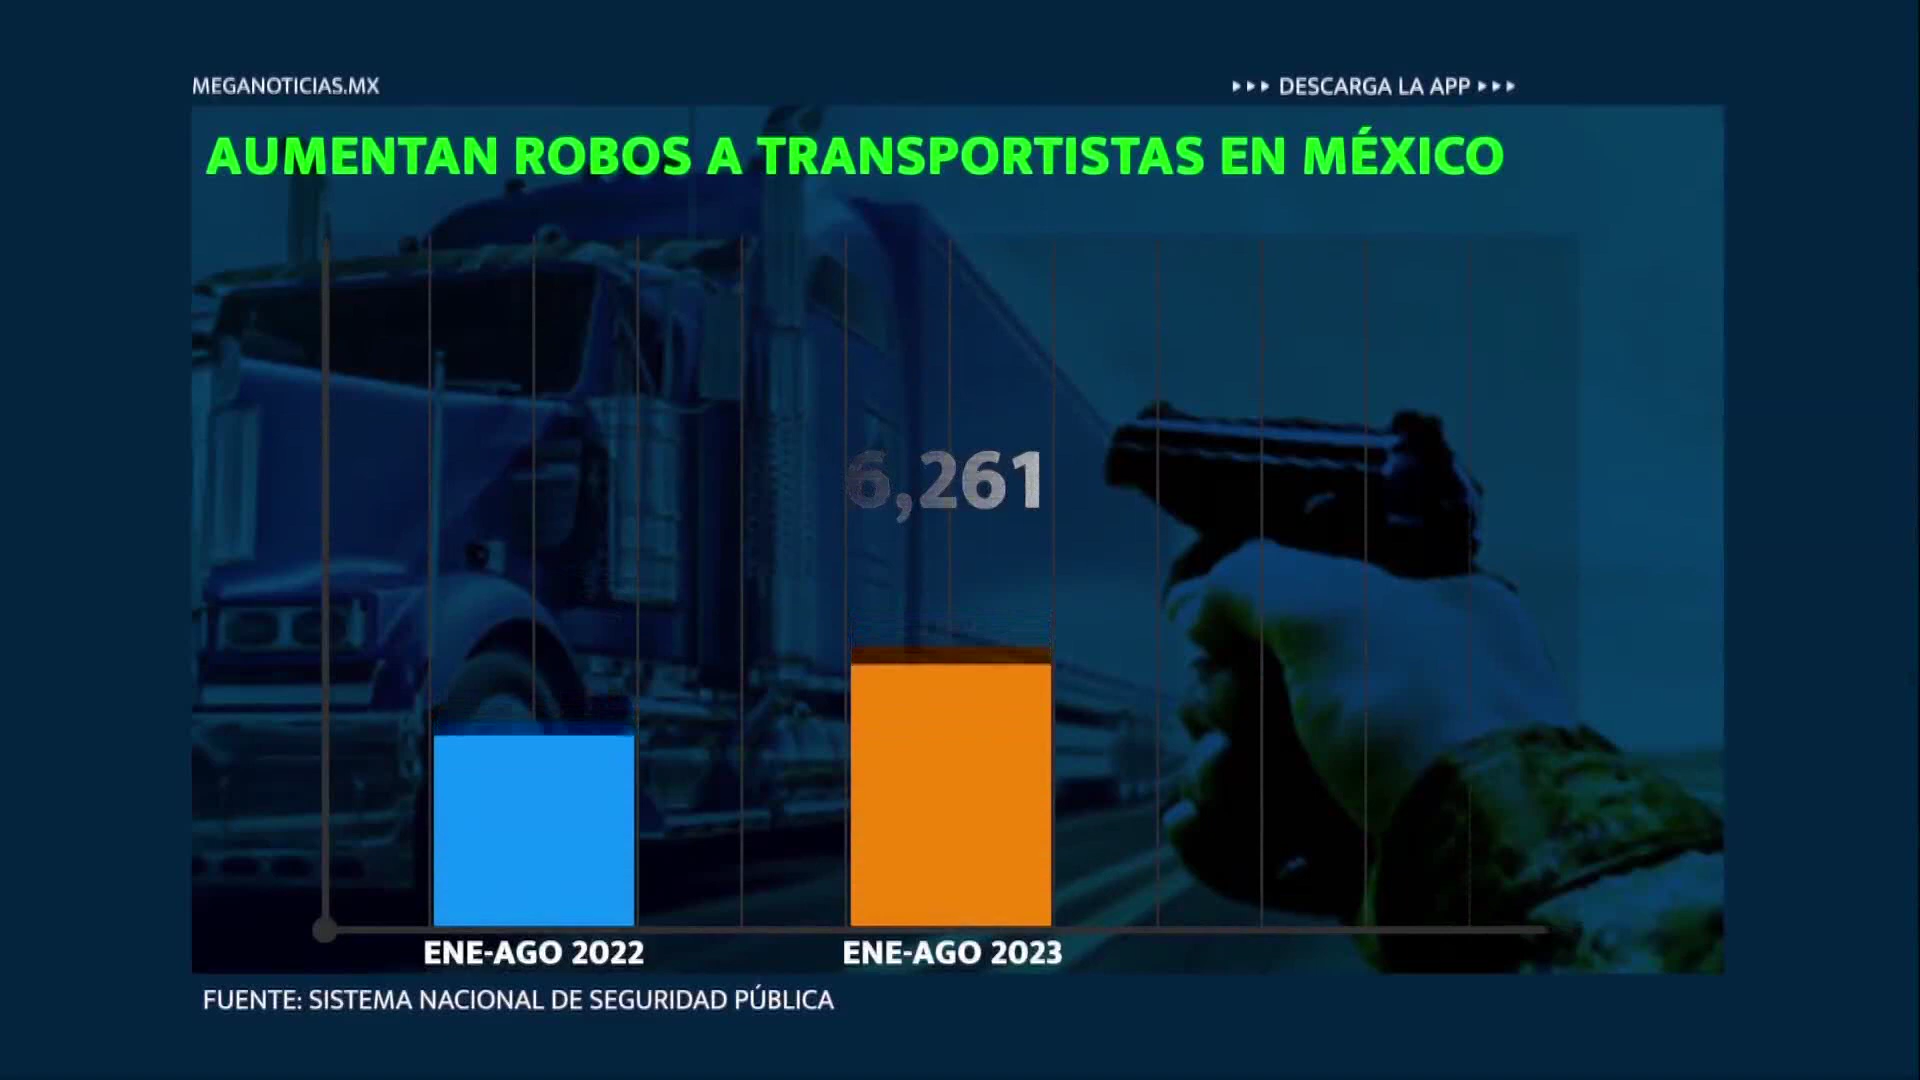 MEGANOTICIAS.MX
DESCARGA LA APP
AUMENTAN ROBOS A TRANSPORTISTAS EN MÉXICO
6,261
ENE-AGO 2022
ENE-AGO 2023
FUENTE: SISTEMA NACIONAL DE SEGURIDAD PÚBLICA